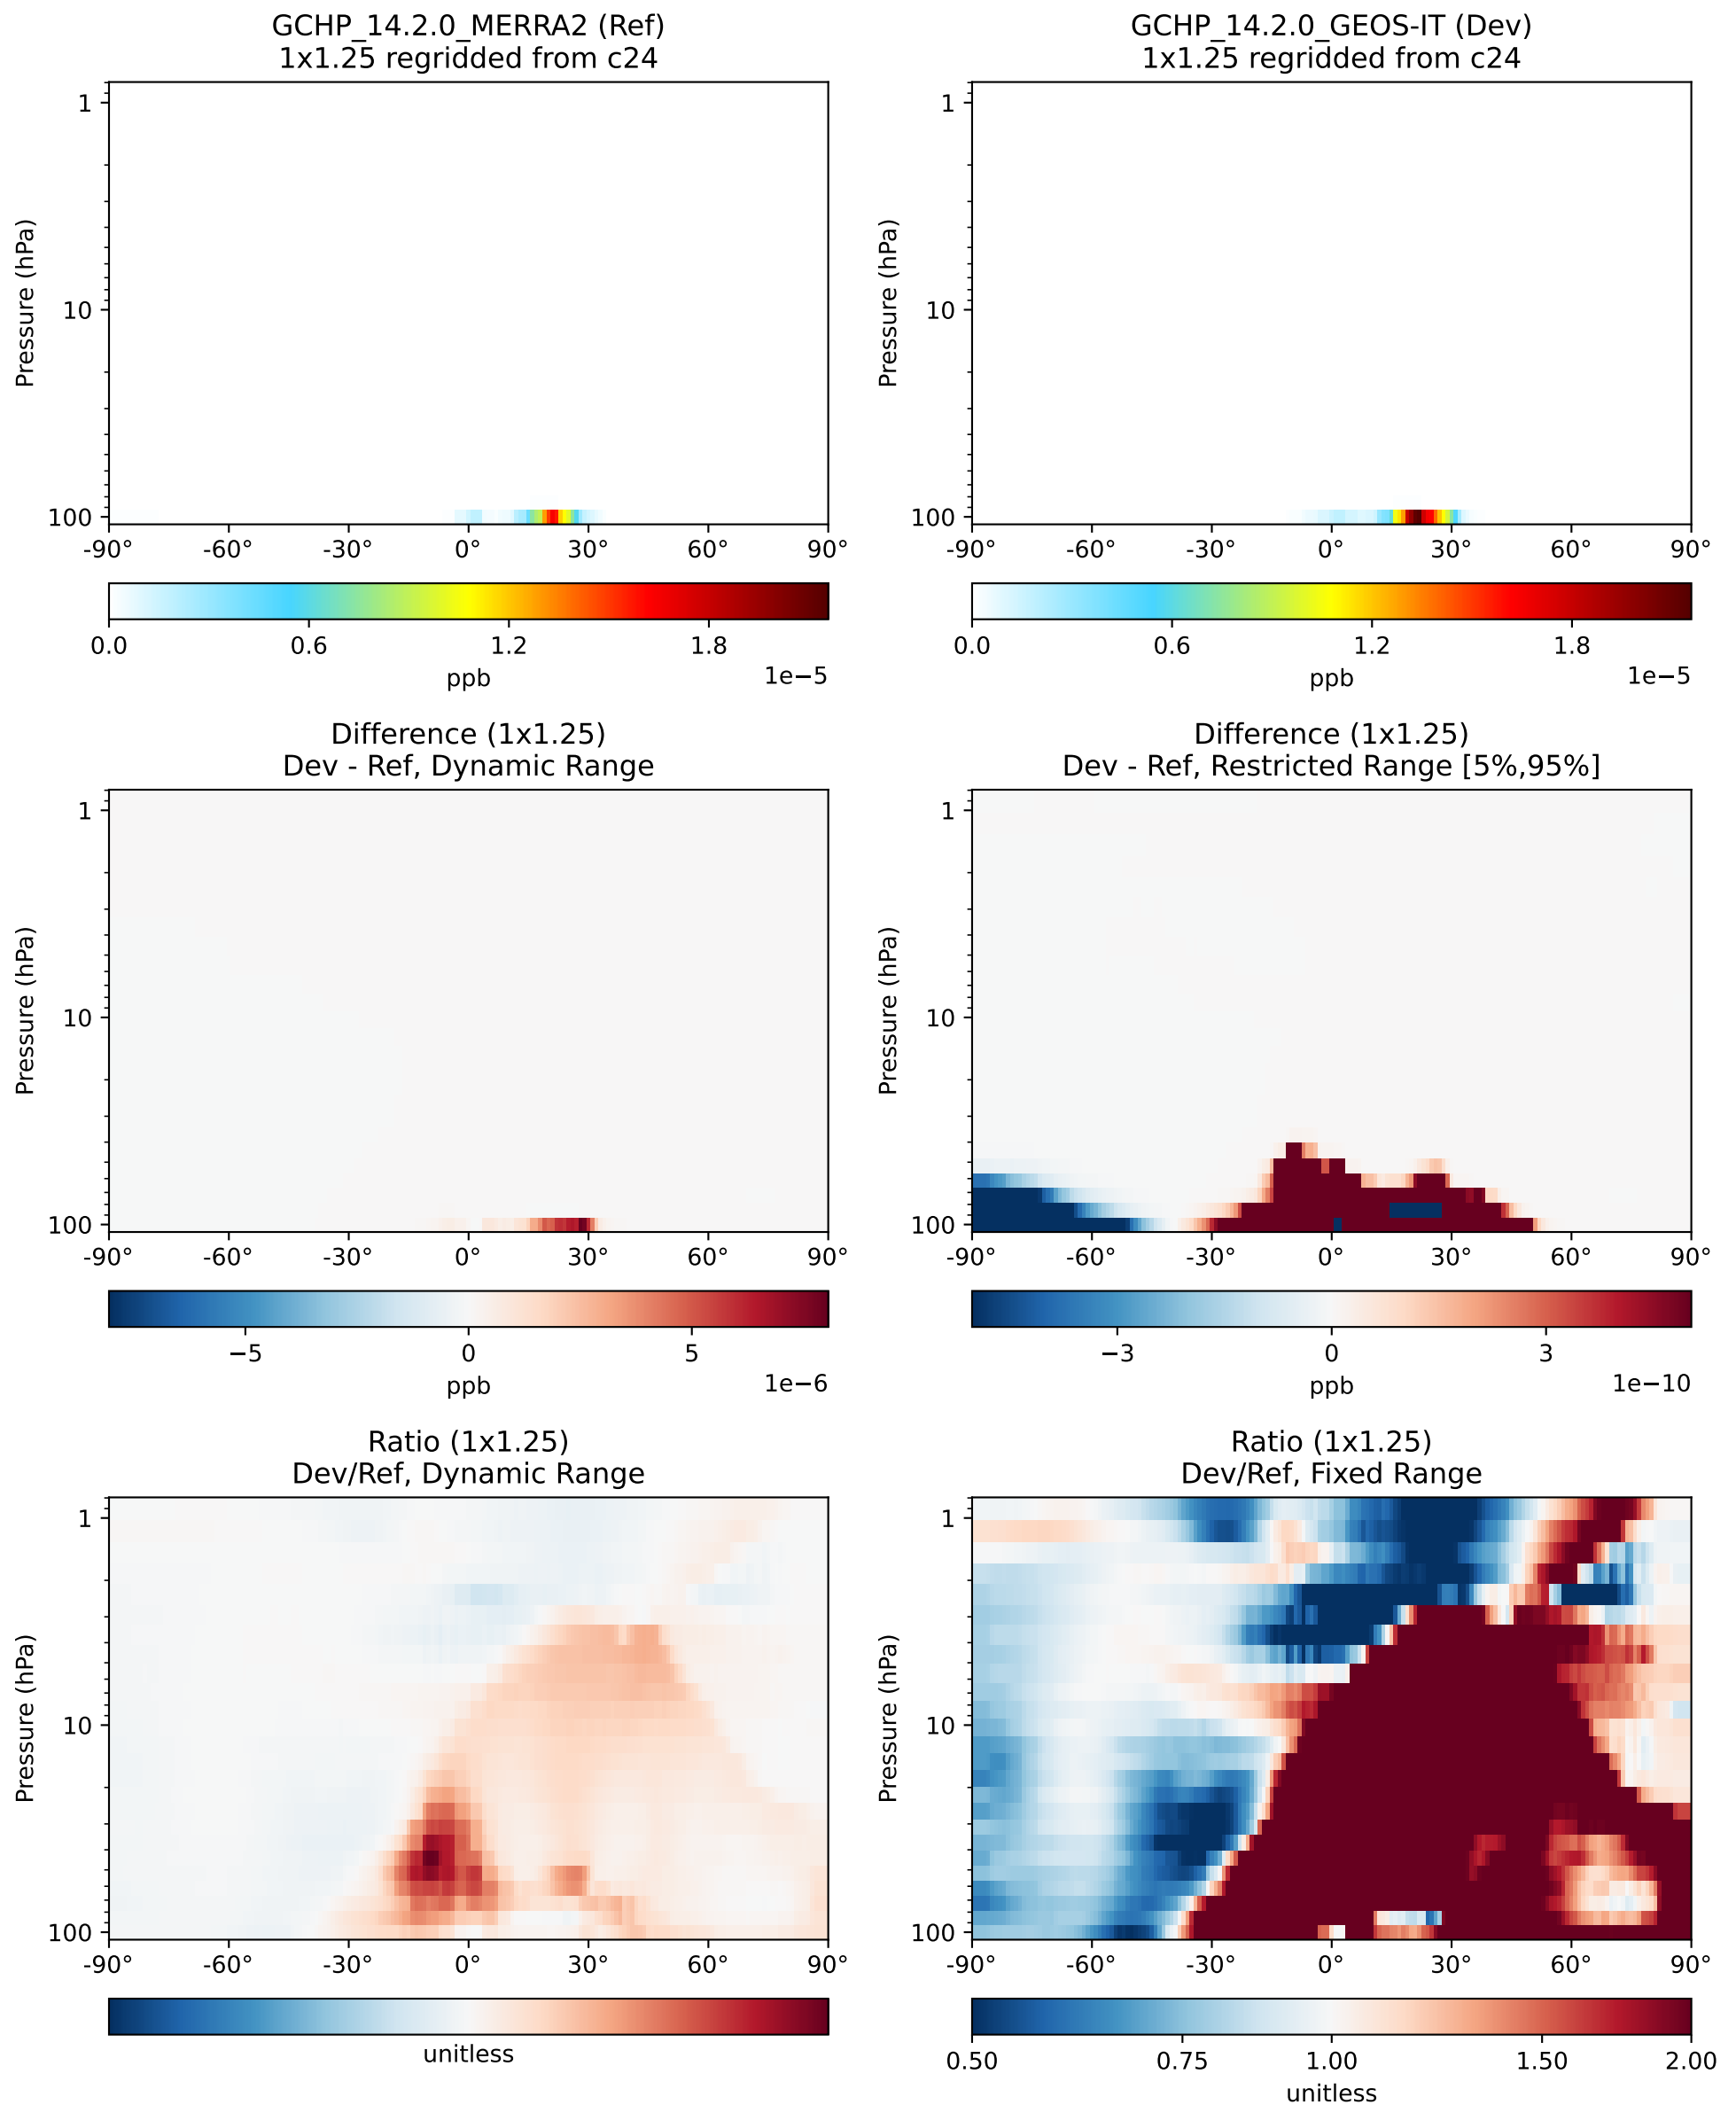 GCHP_14.2.0_MERRA2 (Ref)
1x1.25 regridded from c24
Pressure (hPa)
1
10
100
-90° -60° -30° 0° 30° 60° 90°
0.0 0.6 1.2 1.8
1e−5
ppb
GCHP_14.2.0_GEOS-IT (Dev)
1x1.25 regridded from c24
Pressure (hPa)
1
10
100
-90° -60° -30° 0° 30° 60° 90°
0.0 0.6 1.2 1.8
1e−5
ppb
Difference (1x1.25)
Dev - Ref, Dynamic Range
Pressure (hPa)
1
10
100
-90° -60° -30° 0° 30° 60° 90°
−5 0 5
1e−6
ppb
Difference (1x1.25)
Dev - Ref, Restricted Range [5%,95%]
Pressure (hPa)
1
10
100
-90° -60° -30° 0° 30° 60° 90°
−3 0 3
1e−10
ppb
Ratio (1x1.25)
Dev/Ref, Dynamic Range
Pressure (hPa)
1
10
100
-90° -60° -30° 0° 30° 60° 90°
unitless
Ratio (1x1.25)
Dev/Ref, Fixed Range
Pressure (hPa)
1
10
100
-90° -60° -30° 0° 30° 60° 90°
0.50 0.75 1.00 1.50 2.00
unitless